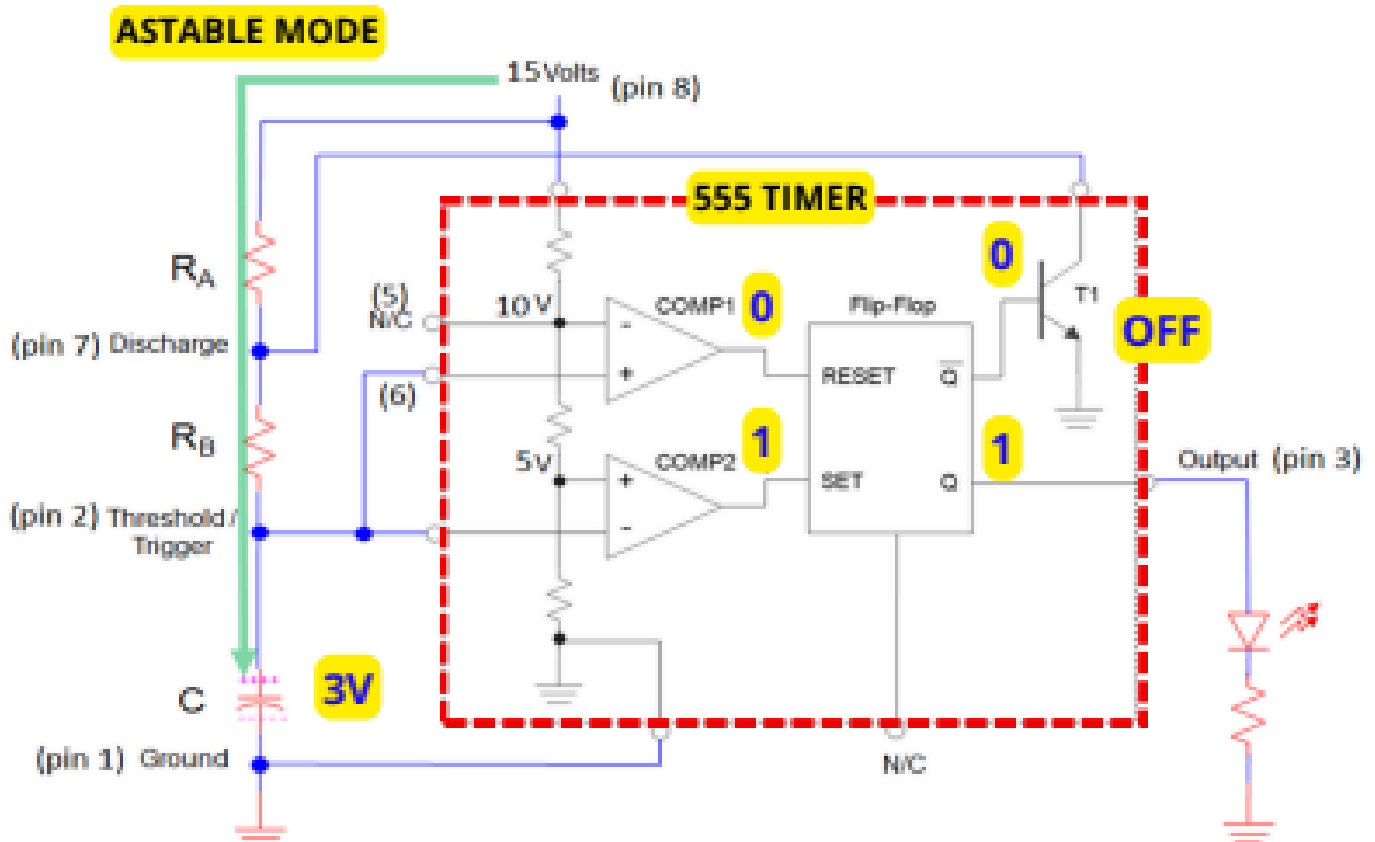 ASTABLE MODE
15 Volts (pin 8)
555 TIMER
RA
(pin 7) Discharge
RB
(pin 2) Threshold /
Trigger
C
3V
(pin 1) Ground
(5)
N/C
(6)
10 V
5V
COMP1
0
COMP2
1
Flip-Flop
RESET
Q
SET
Q
0
1
T1
OFF
Output (pin 3)
N/C